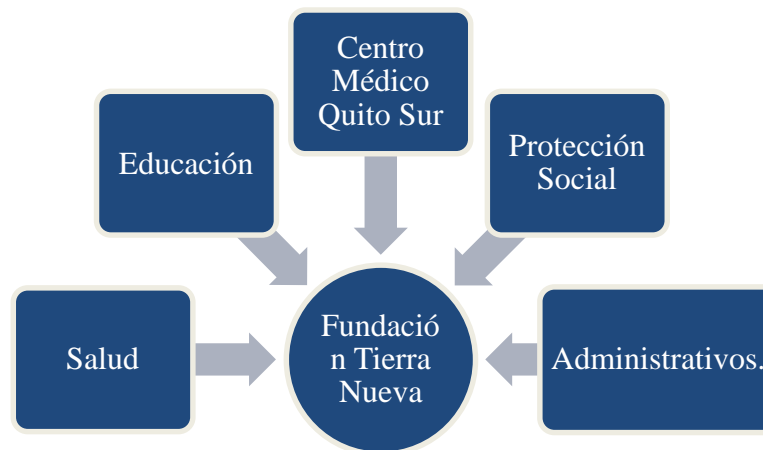 Centro
Médico
Quito Sur
Educación
Protección
Social
Salud
Fundació
n Tierra
Nueva
Administrativos.